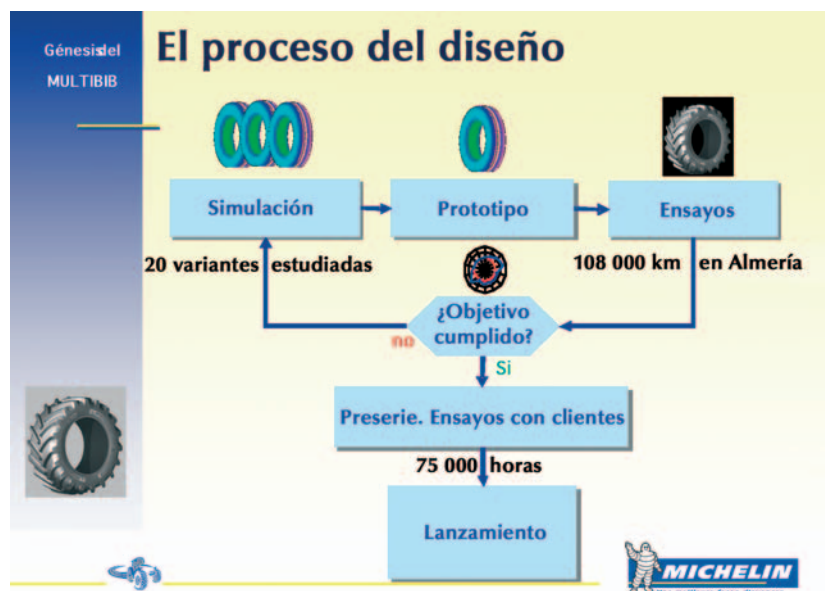 Génesisdel
MULTIBIB
El proceso del diseño
Simulación
Prototipo
Ensayos
20 variantes estudiadas
108 000 km en Almería
¿Objetivo
cumplido?
no
Si
Preserie. Ensayos con clientes
75 000 horas
Lanzamiento
MICHELIN